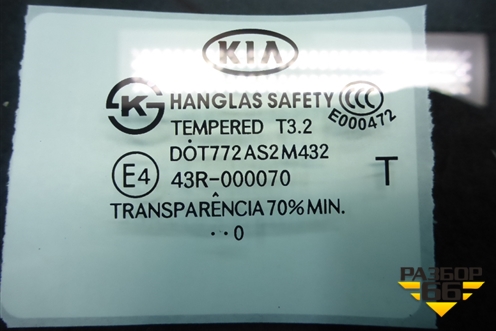 KIA
K S HANGLAS SAFETY CCC
E000472
TEMPERED T3.2
DOT772 AS2 M432
E4 43R-000070 T
TRANSPARÊNCIA 70% MIN.
··0
РАЗБОР
66